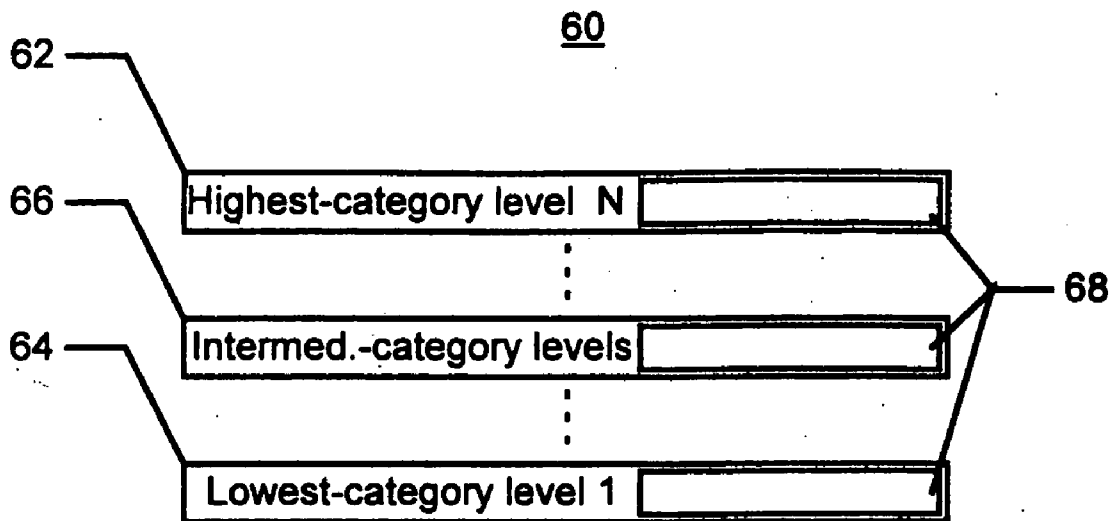 60
62
Highest-category level N
66
68
Intermed.-category levels
64
Lowest-category level 1